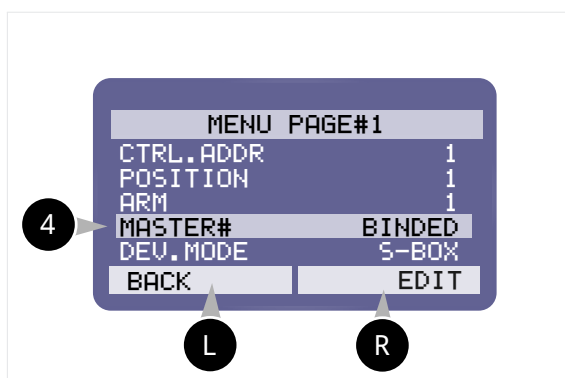 MENU PAGE#1
CTRL.ADDR 1
POSITION 1
ARM 1
4 MASTER# BINDED
DEV.MODE S-BOX
BACK EDIT
L R